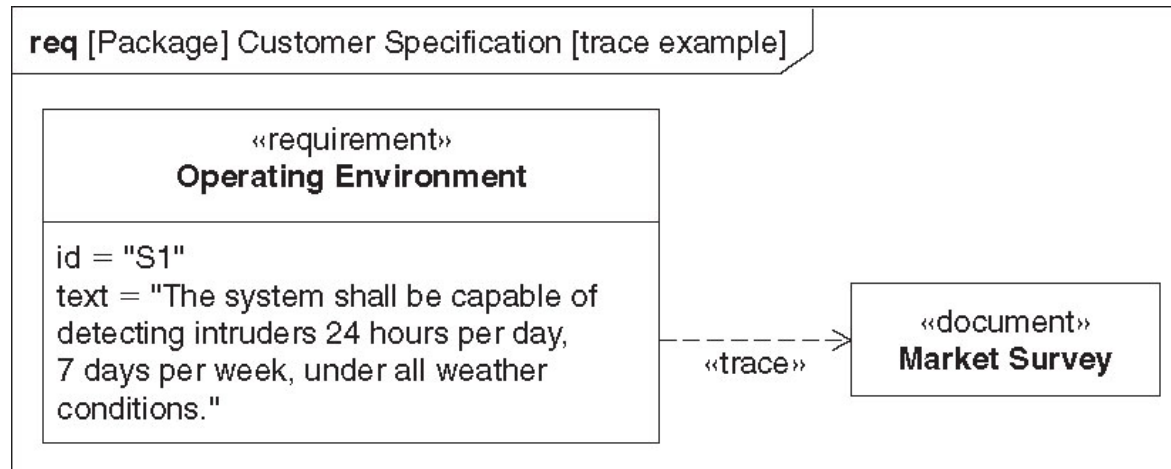 req [Package] Customer Specification [trace example]
«requirement»
Operating Environment
id = "S1"
text = "The system shall be capable of
detecting intruders 24 hours per day,
7 days per week, under all weather
conditions."
«trace»
«document»
Market Survey